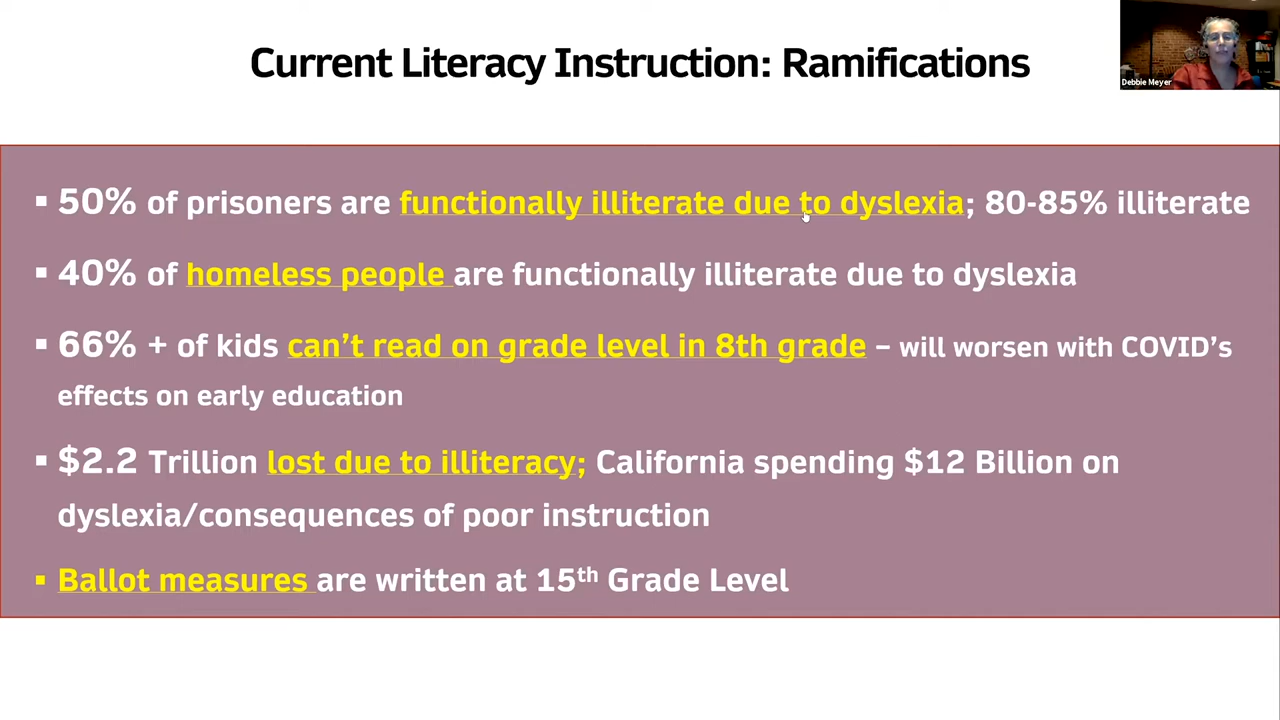 Current Literacy Instruction: Ramifications
Debbie Meyer
▪ 50% of prisoners are functionally illiterate due to dyslexia; 80-85% illiterate
▪ 40% of homeless people are functionally illiterate due to dyslexia
▪ 66% + of kids can’t read on grade level in 8th grade – will worsen with COVID’s
effects on early education
▪ $2.2 Trillion lost due to illiteracy; California spending $12 Billion on
dyslexia/consequences of poor instruction
▪ Ballot measures are written at 15th Grade Level